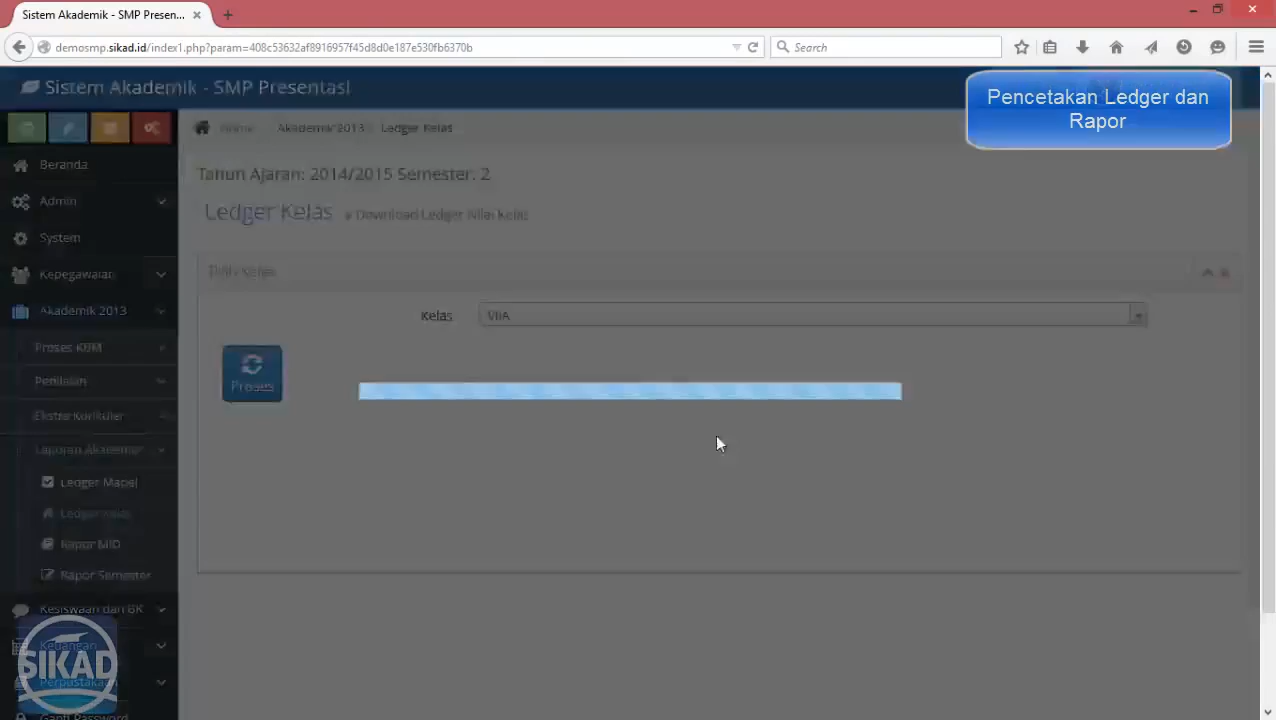 Sistem Akademik - SMP Presen...
demosmp.sikad.id/index1.php?param=408c53632af8916957f45d8d0e187e530fb6370b
Search
Sistem Akademik - SMP Presentasi
Pencetakan Ledger dan
Rapor
Home
Akademik 2013
Ledger Kelas
Beranda
Tahun Ajaran: 2014/2015 Semester: 2
Admin
Ledger Kelas
» Download Ledger Nilai Kelas
System
Kepegawaian
Pilih Kelas
Akademik 2013
Kelas
VIIA
Proses KBM
Penilaian
Proses
Ekstra Kurikuler
Laporan Akademik
Ledger Mapel
Ledger Kelas
Rapor MID
Rapor Semester
Kesiswaan dan BK
Keuangan
SIKAD
Perpustakaan
Ganti Password